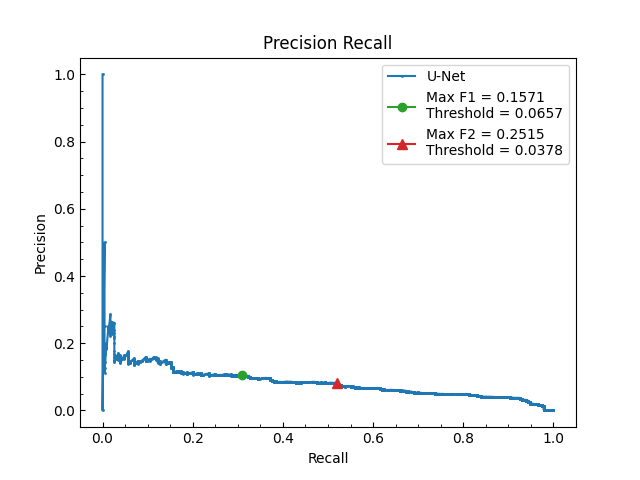 Precision Recall
U-Net
Max F1 = 0.1571
Threshold = 0.0657
Max F2 = 0.2515
Threshold = 0.0378
Precision
1.0
0.8
0.6
0.4
0.2
0.0
0.0 0.2 0.4 0.6 0.8 1.0
Recall